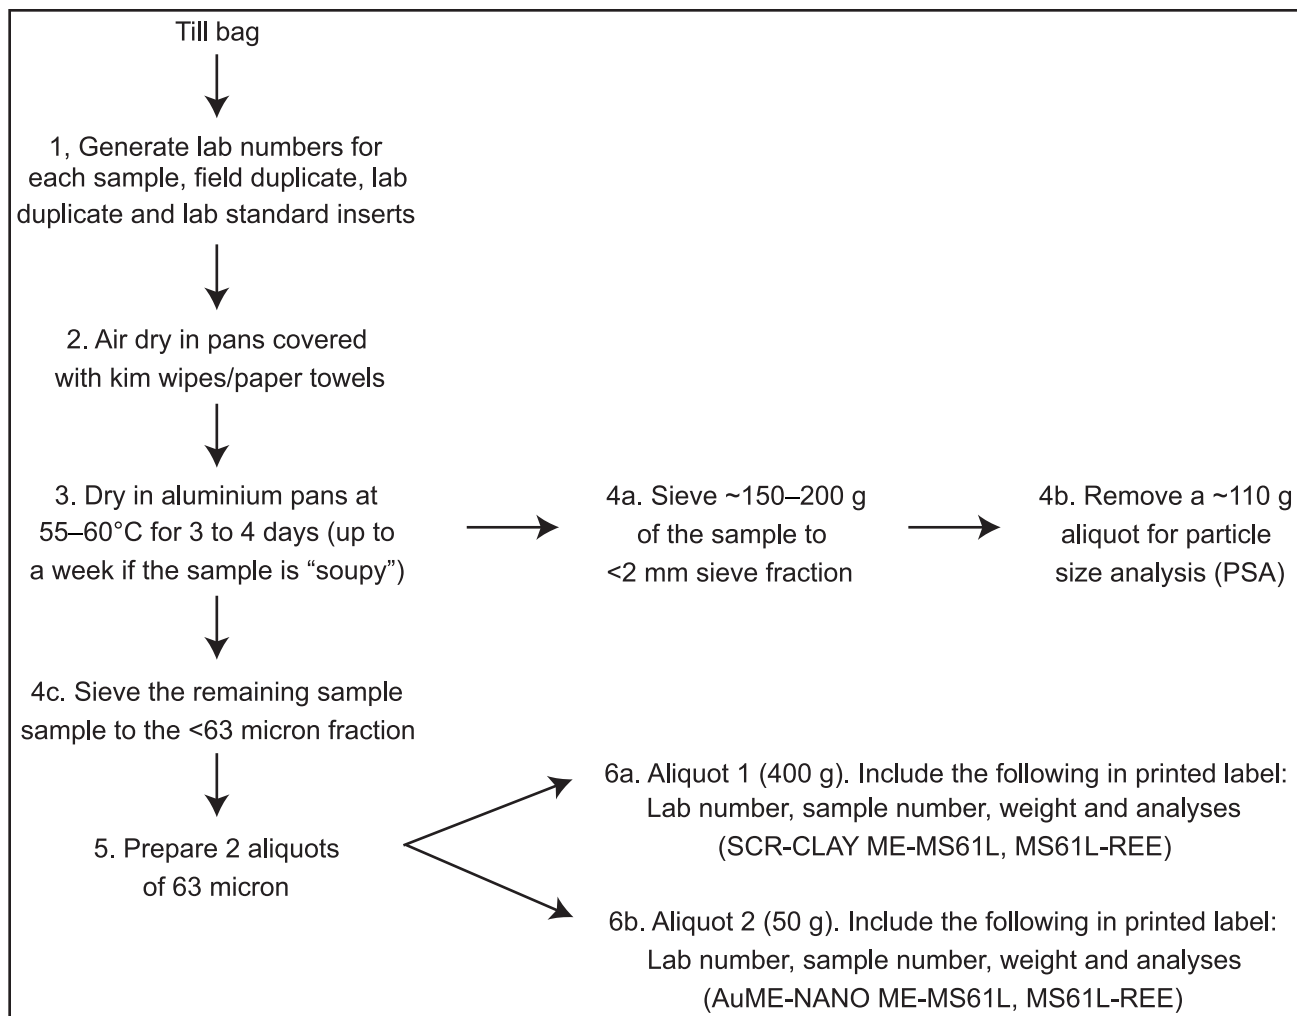 Till bag
1, Generate lab numbers for
each sample, field duplicate, lab
duplicate and lab standard inserts
2. Air dry in pans covered
with kim wipes/paper towels
3. Dry in aluminium pans at
55–60°C for 3 to 4 days (up to
a week if the sample is “soupy”)
4a. Sieve ~150–200 g
of the sample to
<2 mm sieve fraction
4b. Remove a ~110 g
aliquot for particle
size analysis (PSA)
4c. Sieve the remaining sample
sample to the <63 micron fraction
5. Prepare 2 aliquots
of 63 micron
6a. Aliquot 1 (400 g). Include the following in printed label:
Lab number, sample number, weight and analyses
(SCR-CLAY ME-MS61L, MS61L-REE)
6b. Aliquot 2 (50 g). Include the following in printed label:
Lab number, sample number, weight and analyses
(AuME-NANO ME-MS61L, MS61L-REE)